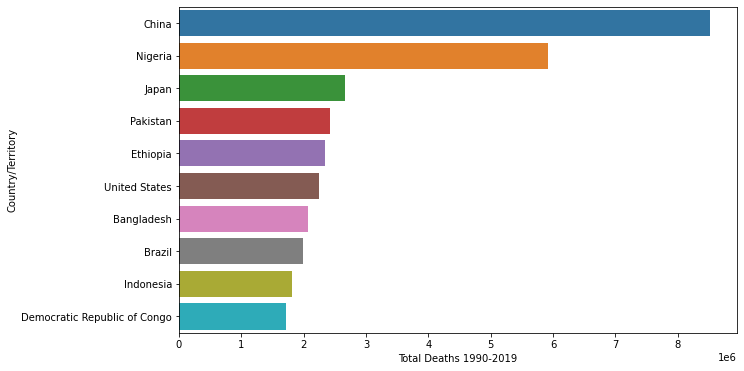 China
Nigeria
Japan
Pakistan
Ethiopia
United States
Bangladesh
Brazil
Indonesia
Democratic Republic of Congo
Country/Territory
0 1 2 3 4 5 6 7 8
1e6
Total Deaths 1990-2019